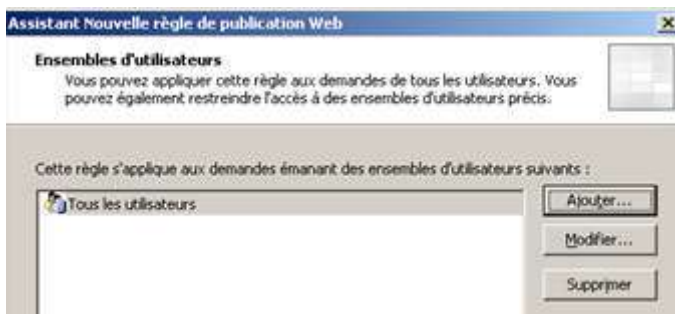 Assistant Nouvelle règle de publication Web
Ensembles d'utilisateurs
Vous pouvez appliquer cette règle aux demandes de tous les utilisateurs. Vous
pouvez également restreindre l'accès à des ensembles d'utilisateurs précis.
Cette règle s'applique aux demandes émanant des ensembles d'utilisateurs suivants :
Tous les utilisateurs
Ajouter...
Modifier...
Supprimer